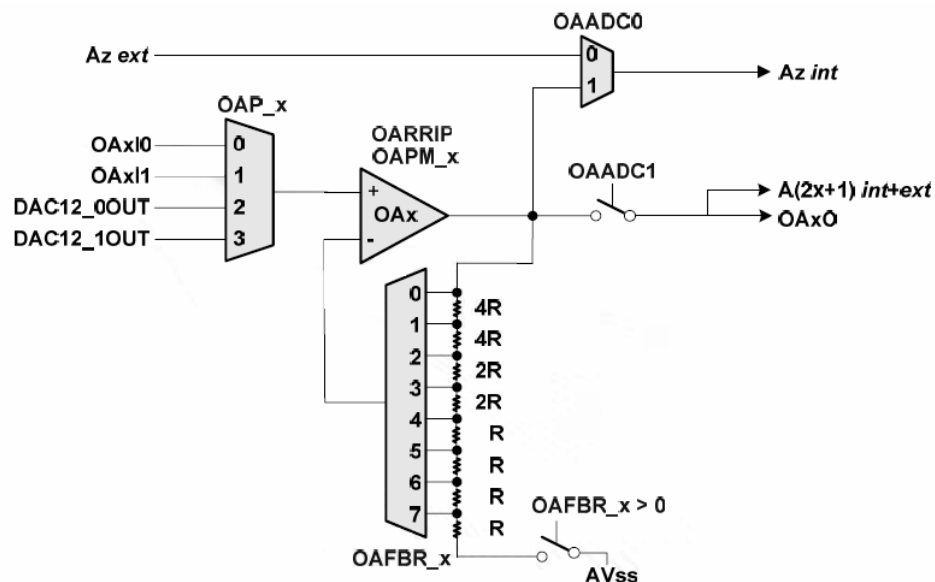 OAADC0
Az ext
0
1
Az int
OAP_x
OAxI0
0
OAxI1
1
DAC12_0OUT
2
DAC12_1OUT
3
OARRIP
OAPM_x
+
OAx
-
OAADC1
A(2x+1) int+ext
OAxO
0
4R
1
4R
2
2R
3
2R
4
R
5
R
6
R
7
R
OAFBR_x
OAFBR_x > 0
AVss